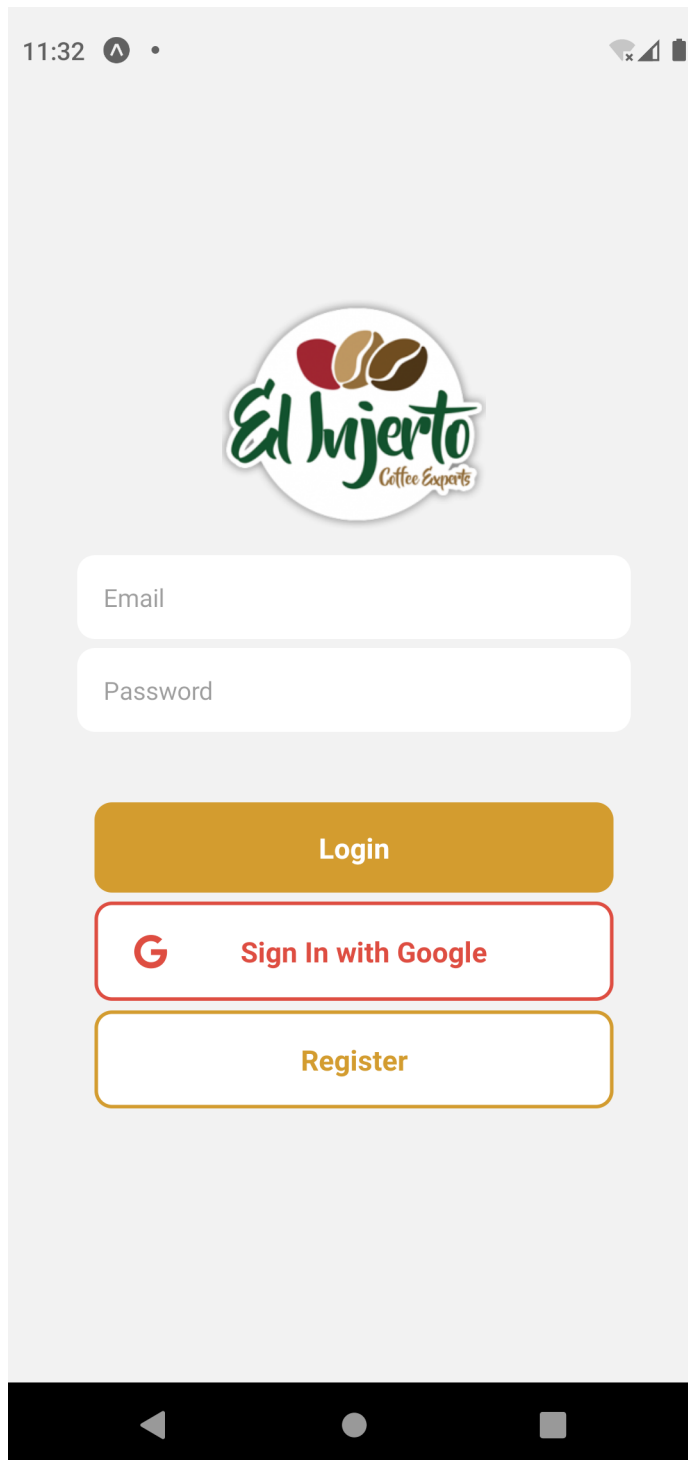 11:32
El Injerto
Coffee Experts
Email
Password
Login
Sign In with Google
Register